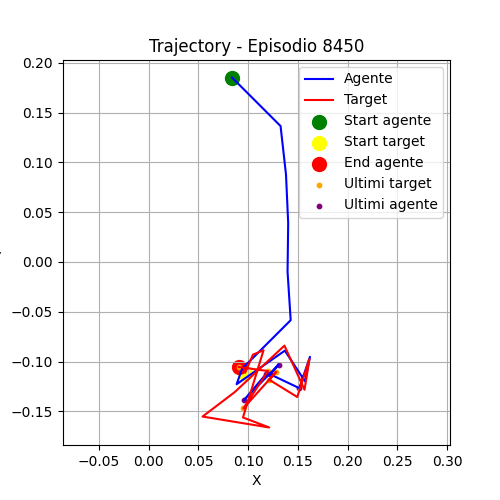 Trajectory - Episodio 8450
0.20
0.15
0.10
0.05
0.00
−0.05
−0.10
−0.15
−0.05
0.00
0.05
0.10
0.15
0.20
0.25
0.30
X
Agente
Target
Start agente
Start target
End agente
Ultimi target
Ultimi agente